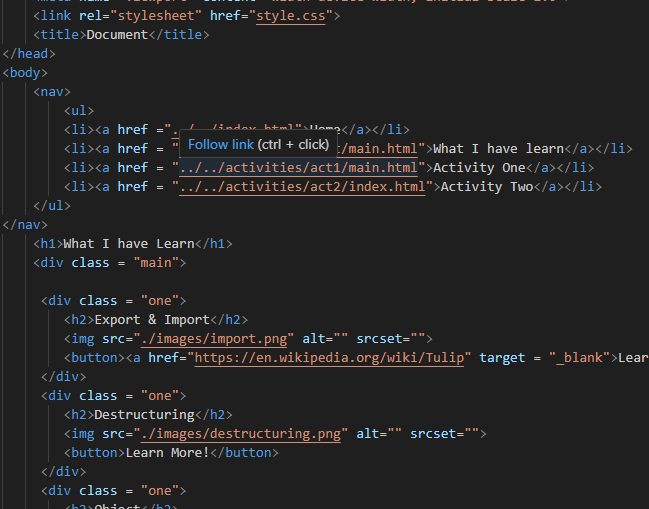 <link rel="stylesheet" href="style.css">
<title>Document</title>
</head>
<body>
<nav>
<ul>
<li><a href ="../../index.html">Home</a></li>
Follow link (ctrl + click)
<li><a href = "/main.html">What I have learn</a></li>
<li><a href = "../../activities/act1/main.html">Activity One</a></li>
<li><a href = "../../activities/act2/index.html">Activity Two</a></li>
</ul>
</nav>
<h1>What I have Learn</h1>
<div class = "main">
<div class = "one">
<h2>Export & Import</h2>
<img src="./images/import.png" alt="" srcset="">
<button><a href="https://en.wikipedia.org/wiki/Tulip" target = "_blank">Lear
</div>
<div class = "one">
<h2>Destructuring</h2>
<img src="./images/destructuring.png" alt="" srcset="">
<button>Learn More!</button>
</div>
<div class = "one">
<h2>Object</h2>